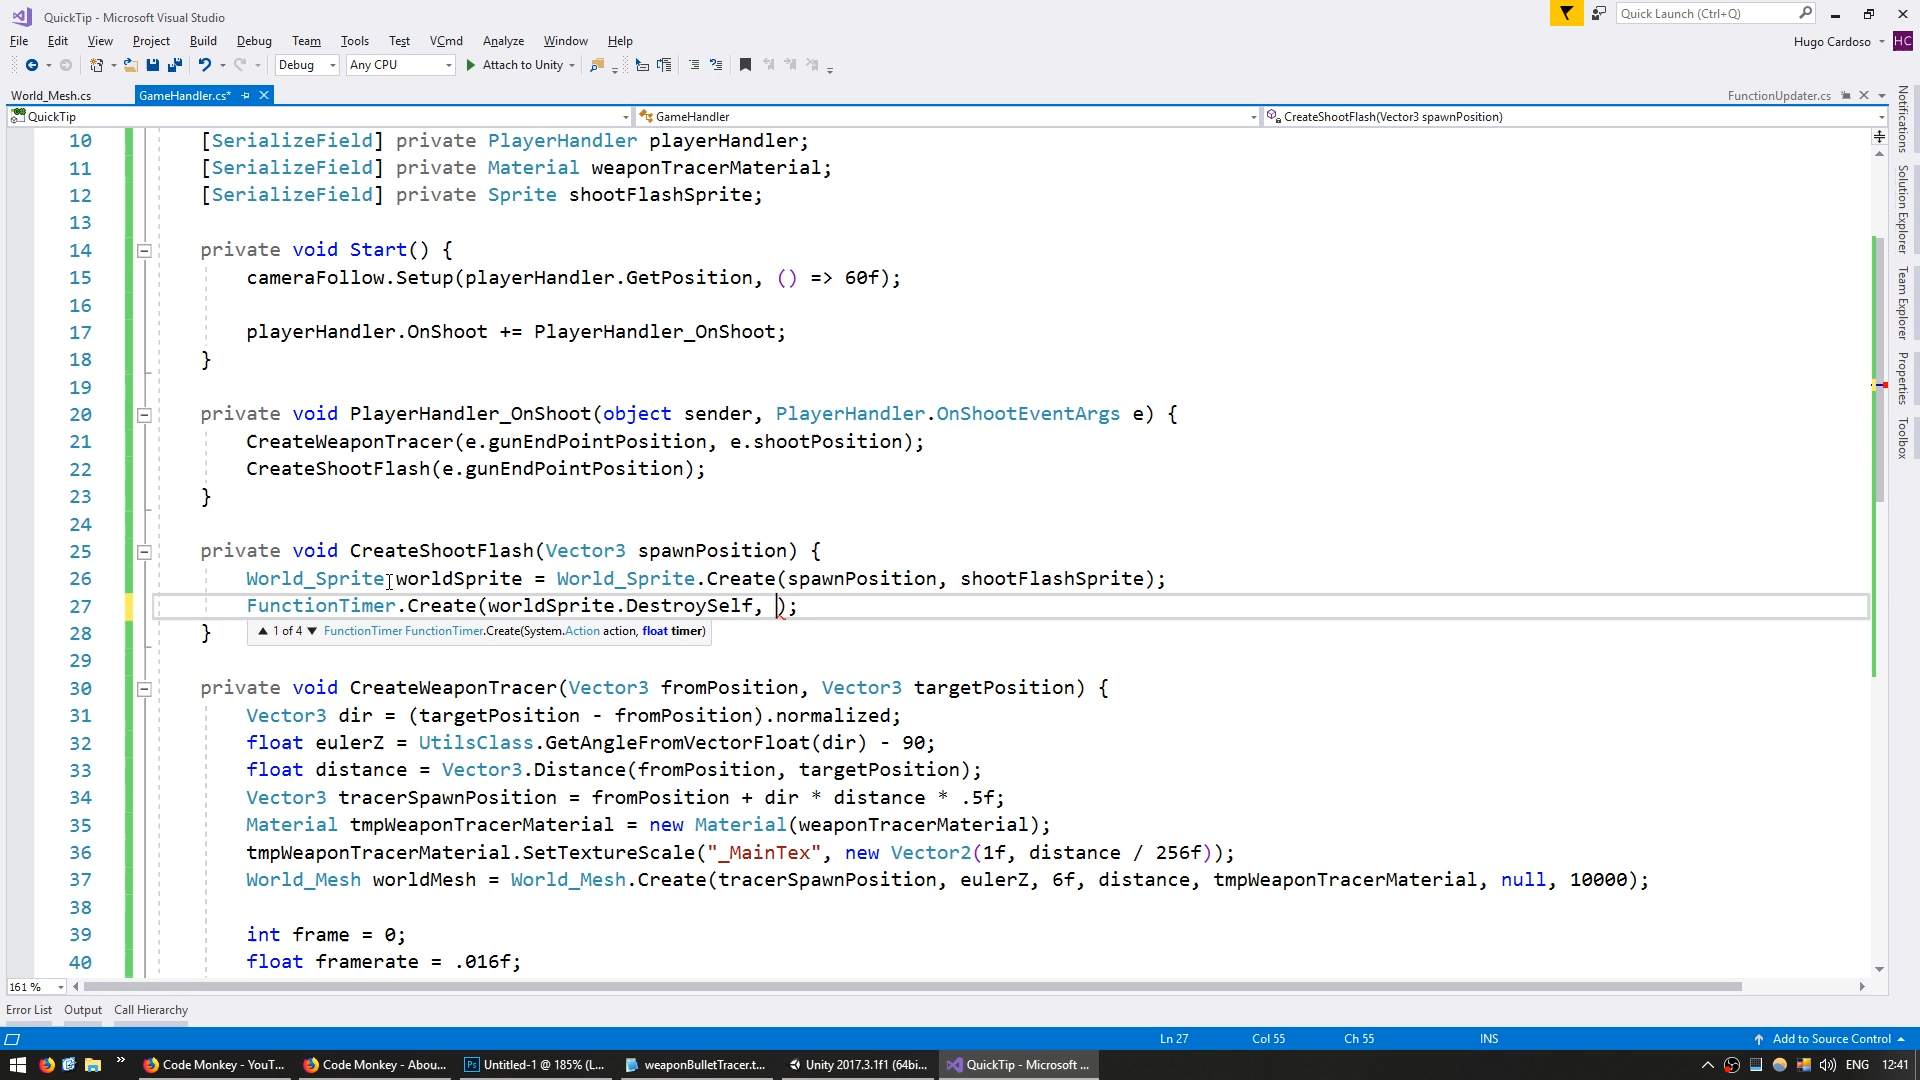 QuickTip - Microsoft Visual Studio
Quick Launch (Ctrl+Q)
File Edit View Project Build Debug Team Tools Test VCmd Analyze Window Help
Hugo Cardoso HC
Debug Any CPU Attach to Unity
World_Mesh.cs GameHandler.cs* FunctionUpdater.cs
QuickTip GameHandler CreateShootFlash(Vector3 spawnPosition)
10 [SerializeField] private PlayerHandler playerHandler;
11 [SerializeField] private Material weaponTracerMaterial;
12 [SerializeField] private Sprite shootFlashSprite;
13
14 private void Start() {
15 cameraFollow.Setup(playerHandler.GetPosition, () => 60f);
16
17 playerHandler.OnShoot += PlayerHandler_OnShoot;
18 }
19
20 private void PlayerHandler_OnShoot(object sender, PlayerHandler.OnShootEventArgs e) {
21 CreateWeaponTracer(e.gunEndPointPosition, e.shootPosition);
22 CreateShootFlash(e.gunEndPointPosition);
23 }
24
25 private void CreateShootFlash(Vector3 spawnPosition) {
26 World_Sprite worldSprite = World_Sprite.Create(spawnPosition, shootFlashSprite);
27 FunctionTimer.Create(worldSprite.DestroySelf, );
28 }
1 of 4 FunctionTimer FunctionTimer.Create(System.Action action, float timer)
29
30 private void CreateWeaponTracer(Vector3 fromPosition, Vector3 targetPosition) {
31 Vector3 dir = (targetPosition - fromPosition).normalized;
32 float eulerZ = UtilsClass.GetAngleFromVectorFloat(dir) - 90;
33 float distance = Vector3.Distance(fromPosition, targetPosition);
34 Vector3 tracerSpawnPosition = fromPosition + dir * distance * .5f;
35 Material tmpWeaponTracerMaterial = new Material(weaponTracerMaterial);
36 tmpWeaponTracerMaterial.SetTextureScale("_MainTex", new Vector2(1f, distance / 256f));
37 World_Mesh worldMesh = World_Mesh.Create(tracerSpawnPosition, eulerZ, 6f, distance, tmpWeaponTracerMaterial, null, 10000);
38
39 int frame = 0;
40 float framerate = .016f;
Notifications
Solution Explorer
Team Explorer
Properties
Toolbox
161 %
Error List Output Call Hierarchy
Ln 27 Col 55 Ch 55 INS Add to Source Control
Code Monkey - YouT... Code Monkey - Abou... Untitled-1 @ 185% (L... weaponBulletTracer.t... Unity 2017.3.1f1 (64bi... QuickTip - Microsoft ... ENG 12:41